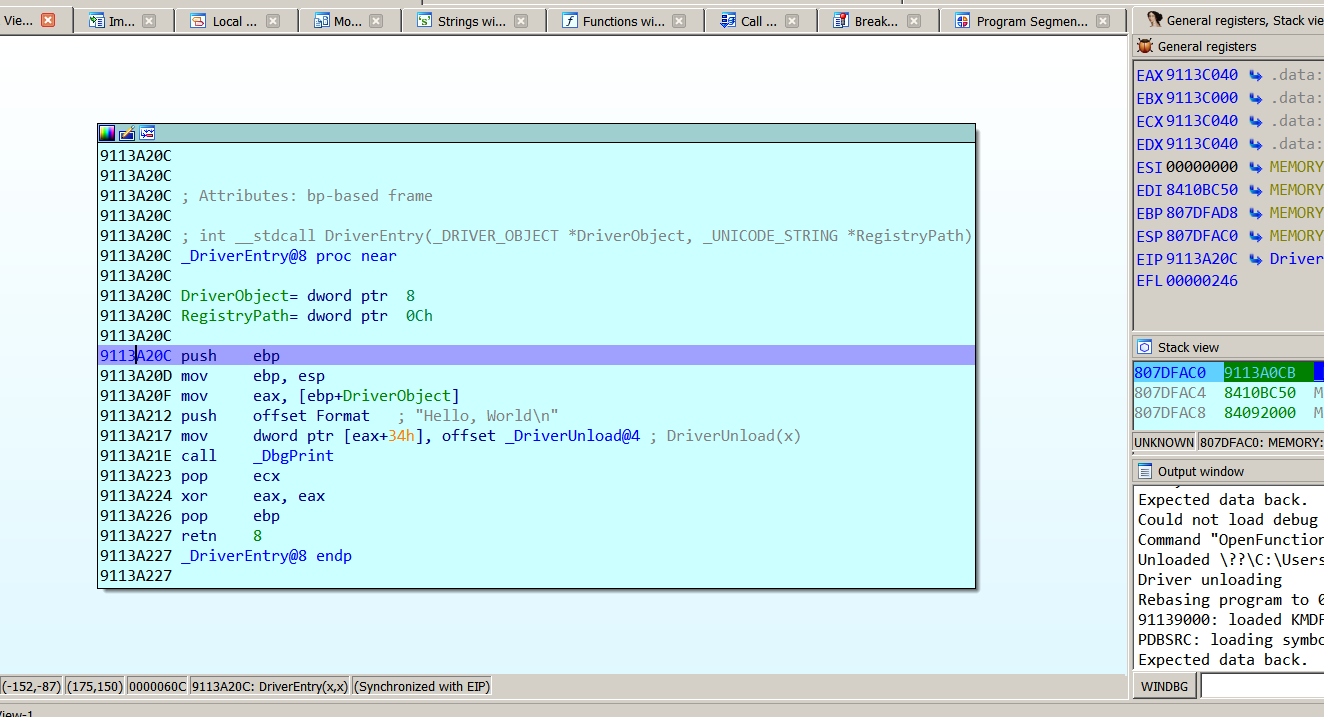 View... Im... Local ... Mo... Strings wi... Functions wi... Call ... Break... Program Segmen...
9113A20C
9113A20C
9113A20C ; Attributes: bp-based frame
9113A20C
9113A20C ; int __stdcall DriverEntry(_DRIVER_OBJECT *DriverObject, _UNICODE_STRING *RegistryPath)
9113A20C _DriverEntry@8 proc near
9113A20C
9113A20C DriverObject= dword ptr 8
9113A20C RegistryPath= dword ptr 0Ch
9113A20C
9113A20C push ebp
9113A20D mov ebp, esp
9113A20F mov eax, [ebp+DriverObject]
9113A212 push offset Format ; "Hello, World\n"
9113A217 mov dword ptr [eax+34h], offset _DriverUnload@4 ; DriverUnload(x)
9113A21E call _DbgPrint
9113A223 pop ecx
9113A224 xor eax, eax
9113A226 pop ebp
9113A227 retn 8
9113A227 _DriverEntry@8 endp
9113A227
(-152,-87) (175,150) 0000060C 9113A20C: DriverEntry(x,x) (Synchronized with EIP)
General registers, Stack vie
General registers
EAX 9113C040 .data:
EBX 9113C000 .data:
ECX 9113C040 .data:
EDX 9113C040 .data:
ESI 00000000 MEMORY
EDI 8410BC50 MEMORY
EBP 807DFAD8 MEMORY
ESP 807DFAC0 MEMORY
EIP 9113A20C Driver
EFL 00000246
Stack view
807DFAC0 9113A0CB
807DFAC4 8410BC50 M
807DFAC8 84092000 M
UNKNOWN 807DFAC0: MEMORY:
Output window
Expected data back.
Could not load debug
Command "OpenFunction
Unloaded \??\C:\Users
Driver unloading
Rebasing program to 0
91139000: loaded KMDF
PDBSRC: loading symbo
Expected data back.
WINDBG
View-1